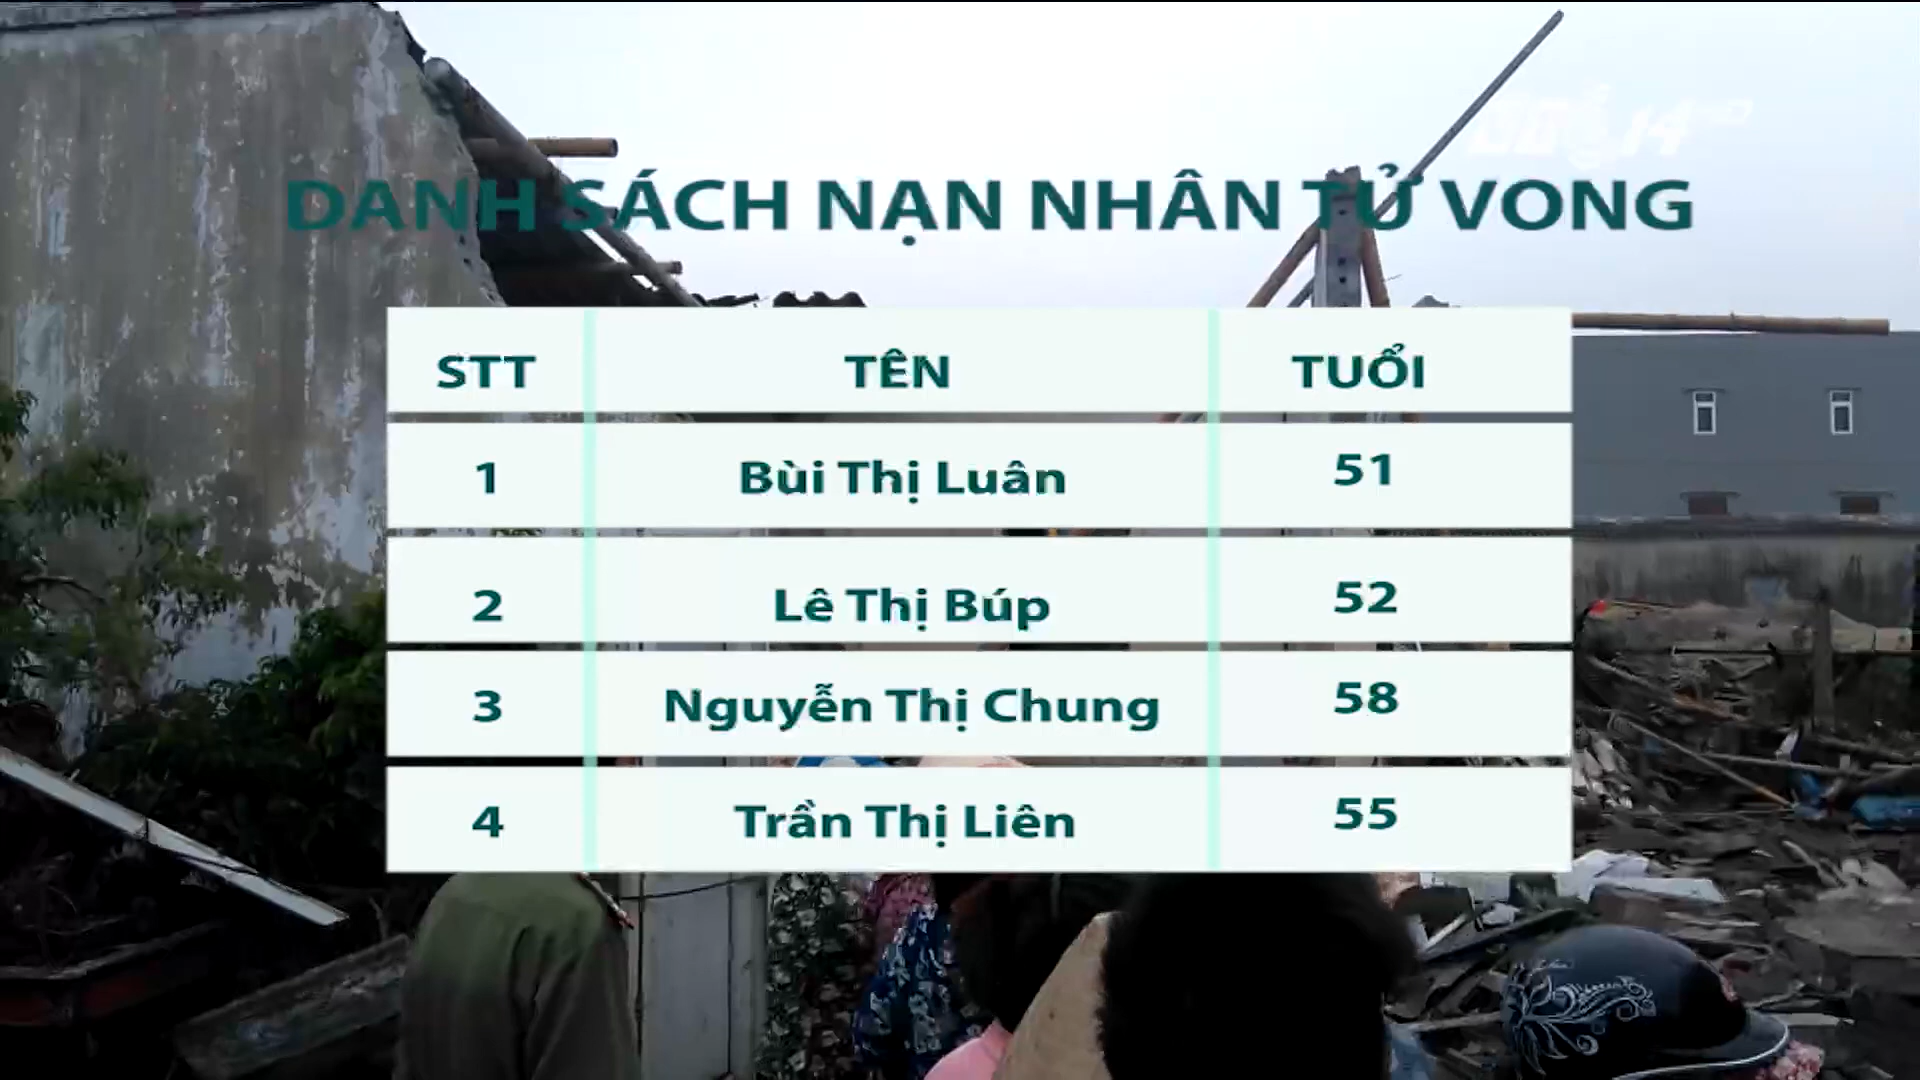 DANH SÁCH NẠN NHÂN TỬ VONG
STT TÊN TUỔI
1 Bùi Thị Luân 51
2 Lê Thị Búp 52
3 Nguyễn Thị Chung 58
4 Trần Thị Liên 55